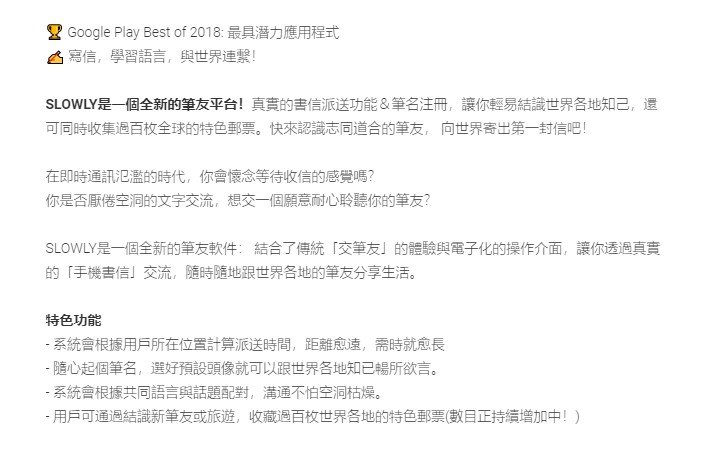 🏆 Google Play Best of 2018: 最具潛力應用程式
✍️ 寫信，學習語言，與世界連繫！
SLOWLY是一個全新的筆友平台！真實的書信派送功能＆筆名注冊，讓你輕易結識世界各地知己，還
可同時收集過百枚全球的特色郵票。快來認識志同道合的筆友， 向世界寄出第一封信吧！
在即時通訊氾濫的時代，你會懷念等待收信的感覺嗎？
你是否厭倦空洞的文字交流，想交一個願意耐心聆聽你的筆友？
SLOWLY是一個全新的筆友軟件： 結合了傳統「交筆友」的體驗與電子化的操作介面，讓你透過真實
的「手機書信」交流，隨時隨地跟世界各地的筆友分享生活。
特色功能
- 系統會根據用戶所在位置計算派送時間，距離愈遠，需時就愈長
- 隨心起個筆名，選好預設頭像就可以跟世界各地知已暢所欲言。
- 系統會根據共同語言與話題配對，溝通不怕空洞枯燥。
- 用戶可通過結識新筆友或旅遊，收藏過百枚世界各地的特色郵票(數目正持續增加中！)